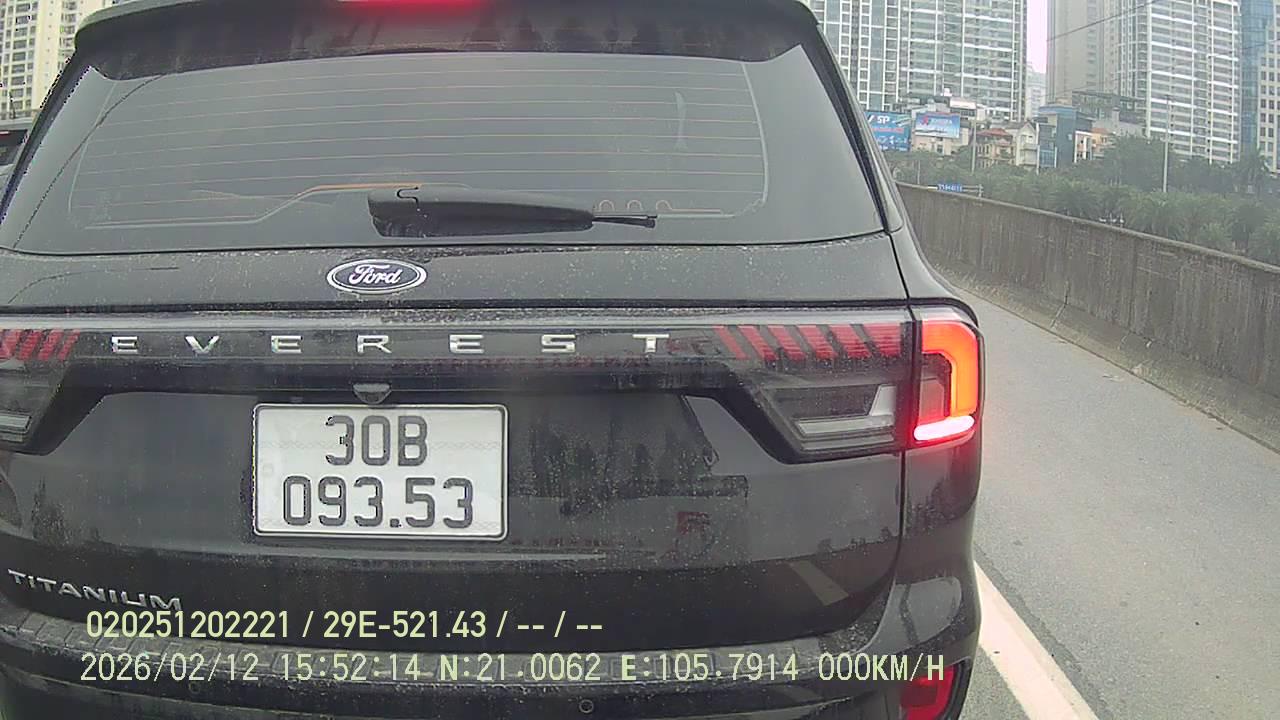 Ford
EVEREST
30B
093.53
TITANIUM
020251202221 / 29E-521.43 / -- / --
2026/02/12 15:52:14 N:21.0062 E:105.7914 000KM/H